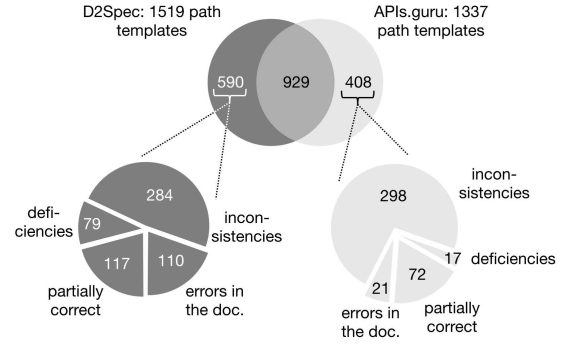 D2Spec: 1519 path
templates
APIs.guru: 1337
path templates
590
929
408
284
incon-
sistencies
defi-
ciencies
79
117
110
partially
correct
errors in
the doc.
298
incon-
sistencies
17
deficiencies
72
21
errors in
the doc.
partially
correct